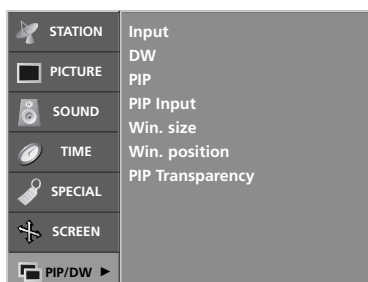 STATION
PICTURE
SOUND
TIME
SPECIAL
SCREEN
PIP/DW ►
Input
DW
PIP
PIP Input
Win. size
Win. position
PIP Transparency